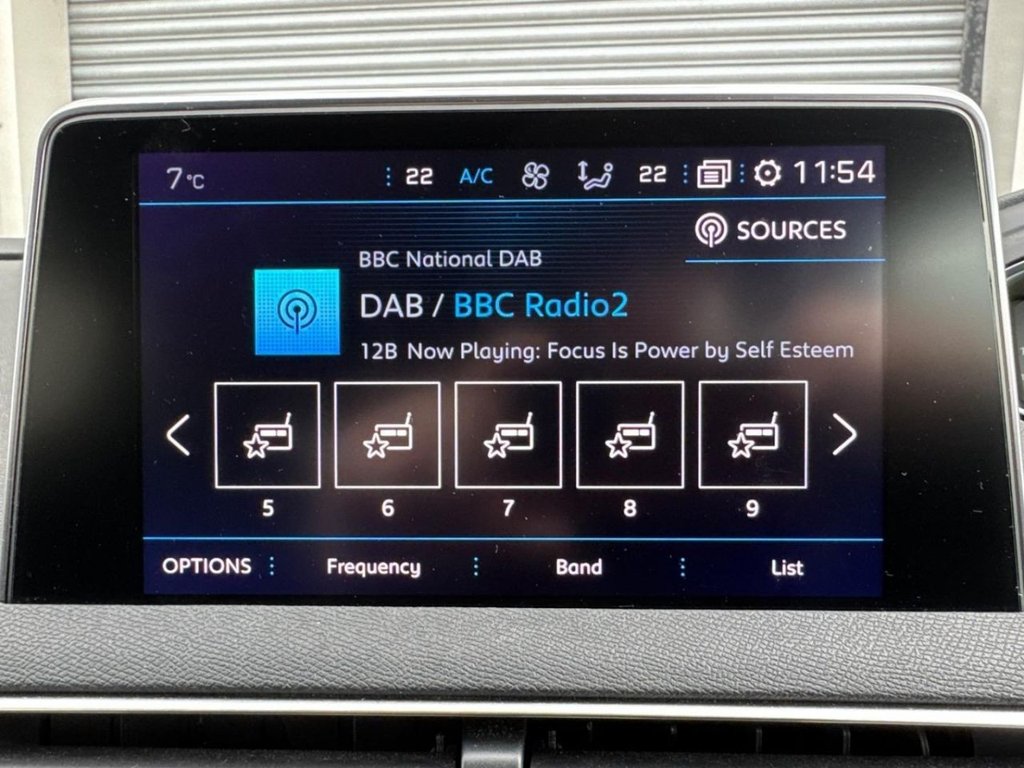 7°C 22 A/C 22 11:54
SOURCES
BBC National DAB
DAB / BBC Radio2
12B Now Playing: Focus Is Power by Self Esteem
5 6 7 8 9
OPTIONS Frequency Band List